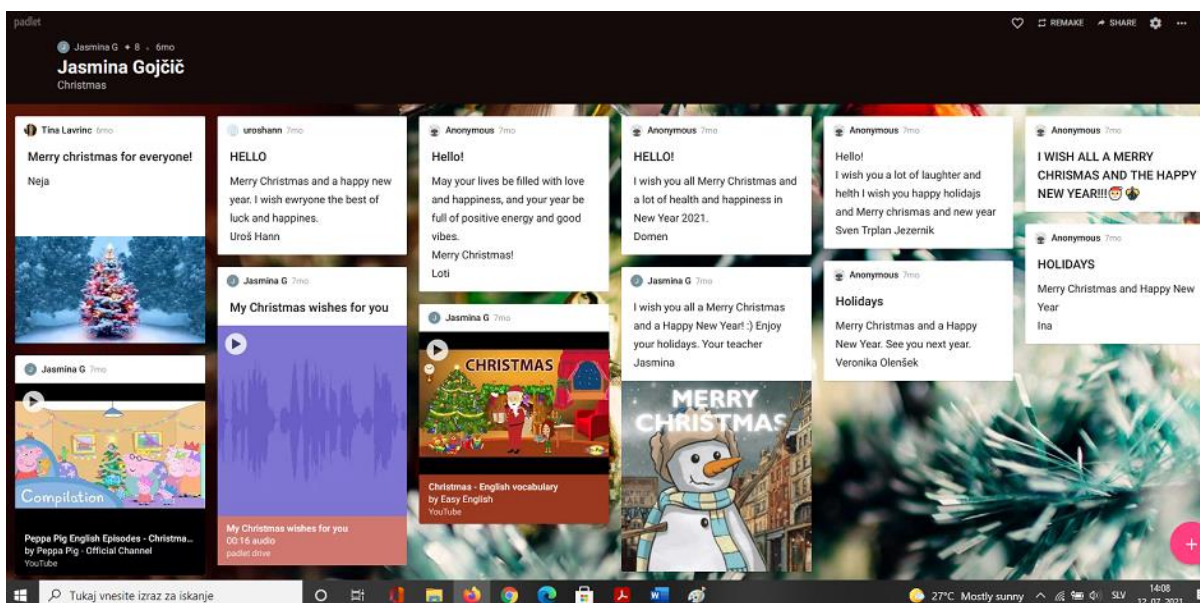 padlet
Jasmina G + 8 . 6mo
REMAKE
SHARE
Jasmina Gojčič
Christmas
Tina Lavrinc 6mo
Merry christmas for everyone!
Neja
Jasmina G 7mo
Compilation
Peppa Pig English Episodes - Christma...
by Peppa Pig - Official Channel
YouTube
uroshann 7mo
HELLO
Merry Christmas and a happy new
year. I wish ewryone the best of
luck and happines.
Uroš Hann
Jasmina G 7mo
My Christmas wishes for you
My Christmas wishes for you
00:16 audio
padlet drive
Anonymous 7mo
Hello!
May your lives be filled with love
and happiness, and your year be
full of positive energy and good
vibes.
Merry Christmas!
Loti
Jasmina G 7mo
CHRISTMAS
Christmas - English vocabulary
by Easy English
YouTube
Anonymous 7mo
HELLO!
I wish you all Merry Christmas and
a lot of health and happiness in
New Year 2021.
Domen
Jasmina G 7mo
I wish you all a Merry Christmas
and a Happy New Year! :) Enjoy
your holidays. Your teacher
Jasmina
MERRY
CHRISTMAS
Anonymous 7mo
Hello!
I wish you a lot of laughter and
helth I wish you happy holidajs
and Merry chrismas and new year
Sven Trplan Jezernik
Anonymous 7mo
Holidays
Merry Christmas and a Happy
New Year. See you next year.
Veronika Olenšek
Anonymous 7mo
I WISH ALL A MERRY
CHRISMAS AND THE HAPPY
NEW YEAR!!!🎅
Anonymous 7mo
HOLIDAYS
Merry Christmas and Happy New
Year
Ina
Tukaj vnesite izraz za iskanje
27°C Mostly sunny
SLV
14:08
12. 07. 2021